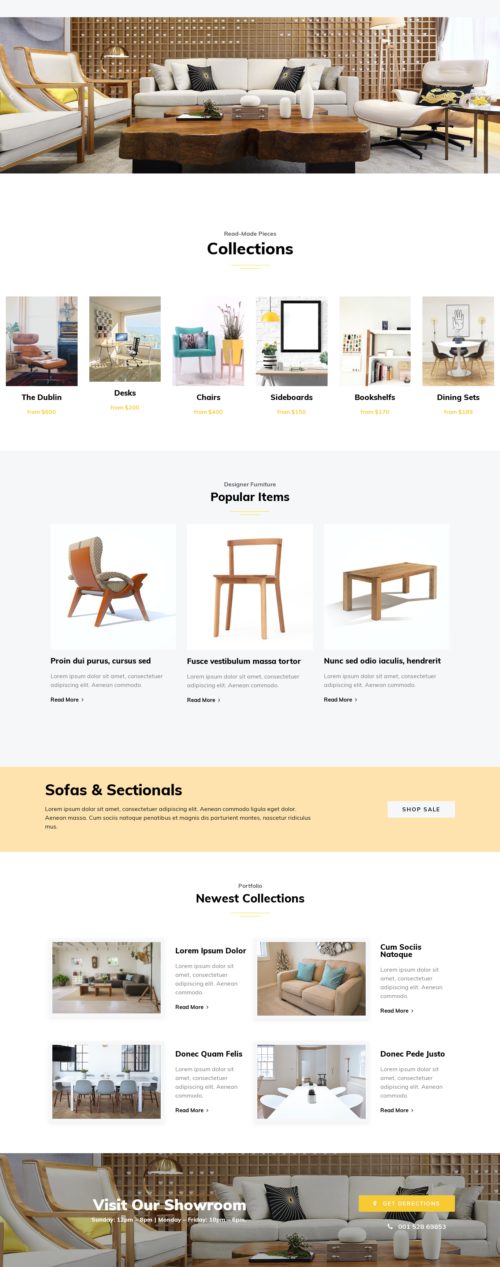 Read-Made Pieces
Collections
The Dublin
from $600
Desks
from $200
Chairs
from $400
Sideboards
from $150
Bookshelfs
from $170
Dining Sets
from $189
Designer Furniture
Popular Items
Proin dui purus, cursus sed
Lorem ipsum dolor sit amet, consectetuer
adipiscing elit. Aenean commodo.
Read More
Fusce vestibulum massa tortor
Lorem ipsum dolor sit amet, consectetuer
adipiscing elit. Aenean commodo.
Read More
Nunc sed odio iaculis, hendrerit
Lorem ipsum dolor sit amet, consectetuer
adipiscing elit. Aenean commodo.
Read More
Sofas & Sectionals
Lorem ipsum dolor sit amet, consectetuer adipiscing elit. Aenean commodo ligula eget dolor.
Aenean massa. Cum sociis natoque penatibus et magnis dis parturient montes, nascetur ridiculus
mus.
SHOP SALE
Portfolio
Newest Collections
Lorem Ipsum Dolor
Lorem ipsum dolor sit
amet, consectetuer
adipiscing elit. Aenean
commodo.
Read More
Cum Sociis
Natoque
Lorem ipsum dolor sit
amet, consectetuer
adipiscing elit. Aenean
commodo.
Read More
Donec Quam Felis
Lorem ipsum dolor sit
amet, consectetuer
adipiscing elit. Aenean
commodo.
Read More
Donec Pede Justo
Lorem ipsum dolor sit
amet, consectetuer
adipiscing elit. Aenean
commodo.
Read More
Visit Our Showroom
Sunday: 12pm – 8pm | Monday – Friday: 10pm – 6pm
GET DERECTIONS
001 528 69853